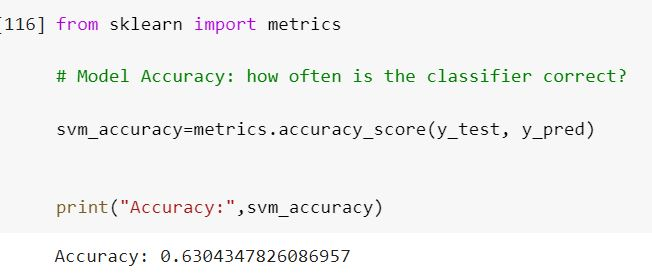 [116] from sklearn import metrics
# Model Accuracy: how often is the classifier correct?
svm_accuracy=metrics.accuracy_score(y_test, y_pred)
print("Accuracy:",svm_accuracy)
Accuracy: 0.6304347826086957